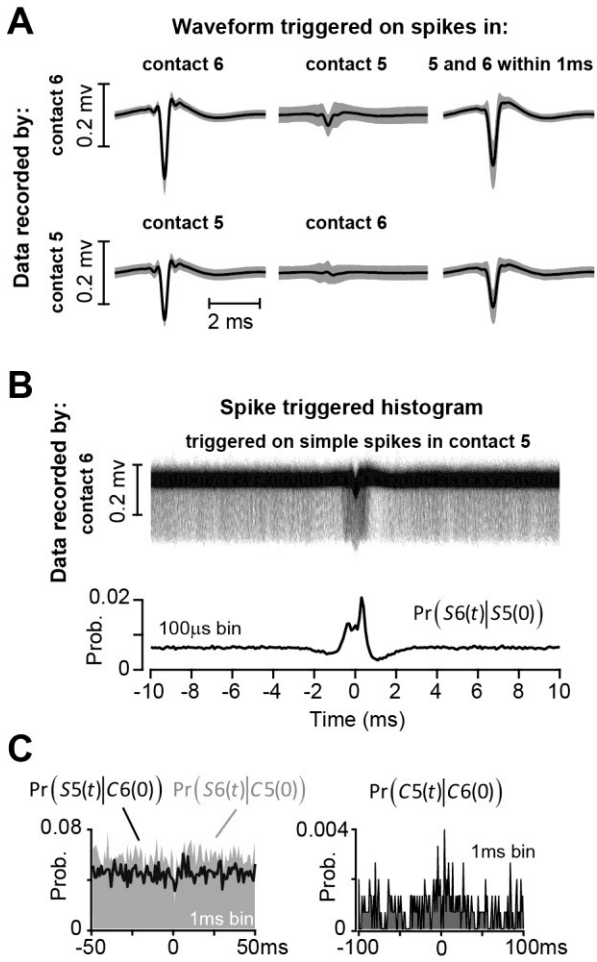 A
Waveform triggered on spikes in:
contact 6
contact 5
5 and 6 within 1ms
Data recorded by:
contact 6
0.2 mv
contact 5
contact 6
contact 5
0.2 mv
2 ms
B
Spike triggered histogram
triggered on simple spikes in contact 5
Data recorded by:
contact 6
0.2 mv
0.02
100µs bin
Pr(S6(t)|S5(0))
Prob.
0
-10 -8 -6 -4 -2 0 2 4 6 8 10
Time (ms)
C
Pr(S5(t)|C6(0))
Pr(S6(t)|C5(0))
0.08
Prob.
1ms bin
0
-50 0 50ms
Pr(C5(t)|C6(0))
0.004
1ms bin
Prob.
0
-100 0 100ms